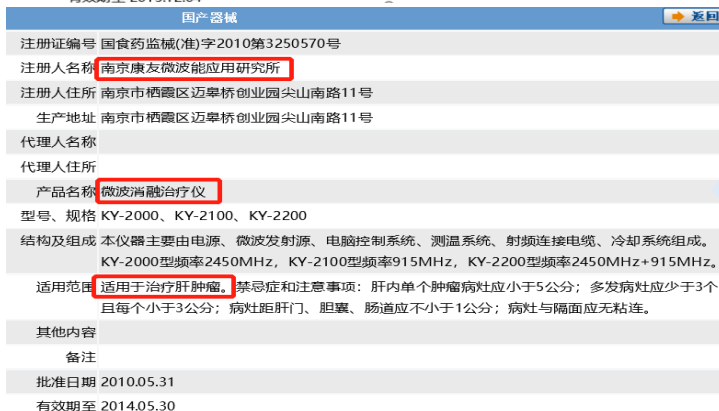 国产器械
返回
注册证编号 国食药监械(准)字2010第3250570号
注册人名称 南京康友微波能应用研究所
注册人住所 南京市栖霞区迈皋桥创业园尖山南路11号
生产地址 南京市栖霞区迈皋桥创业园尖山南路11号
代理人名称
代理人住所
产品名称 微波消融治疗仪
型号、规格 KY-2000、KY-2100、KY-2200
结构及组成 本仪器主要由电源、微波发射源、电脑控制系统、测温系统、射频连接电缆、冷却系统组成。
KY-2000型频率2450MHz，KY-2100型频率915MHz，KY-2200型频率2450MHz+915MHz。
适用范围 适用于治疗肝肿瘤。禁忌症和注意事项：肝内单个肿瘤病灶应小于5公分；多发病灶应少于3个
且每个小于3公分；病灶距肝门、胆囊、肠道应不小于1公分；病灶与隔面应无粘连。
其他内容
备注
批准日期 2010.05.31
有效期至 2014.05.30